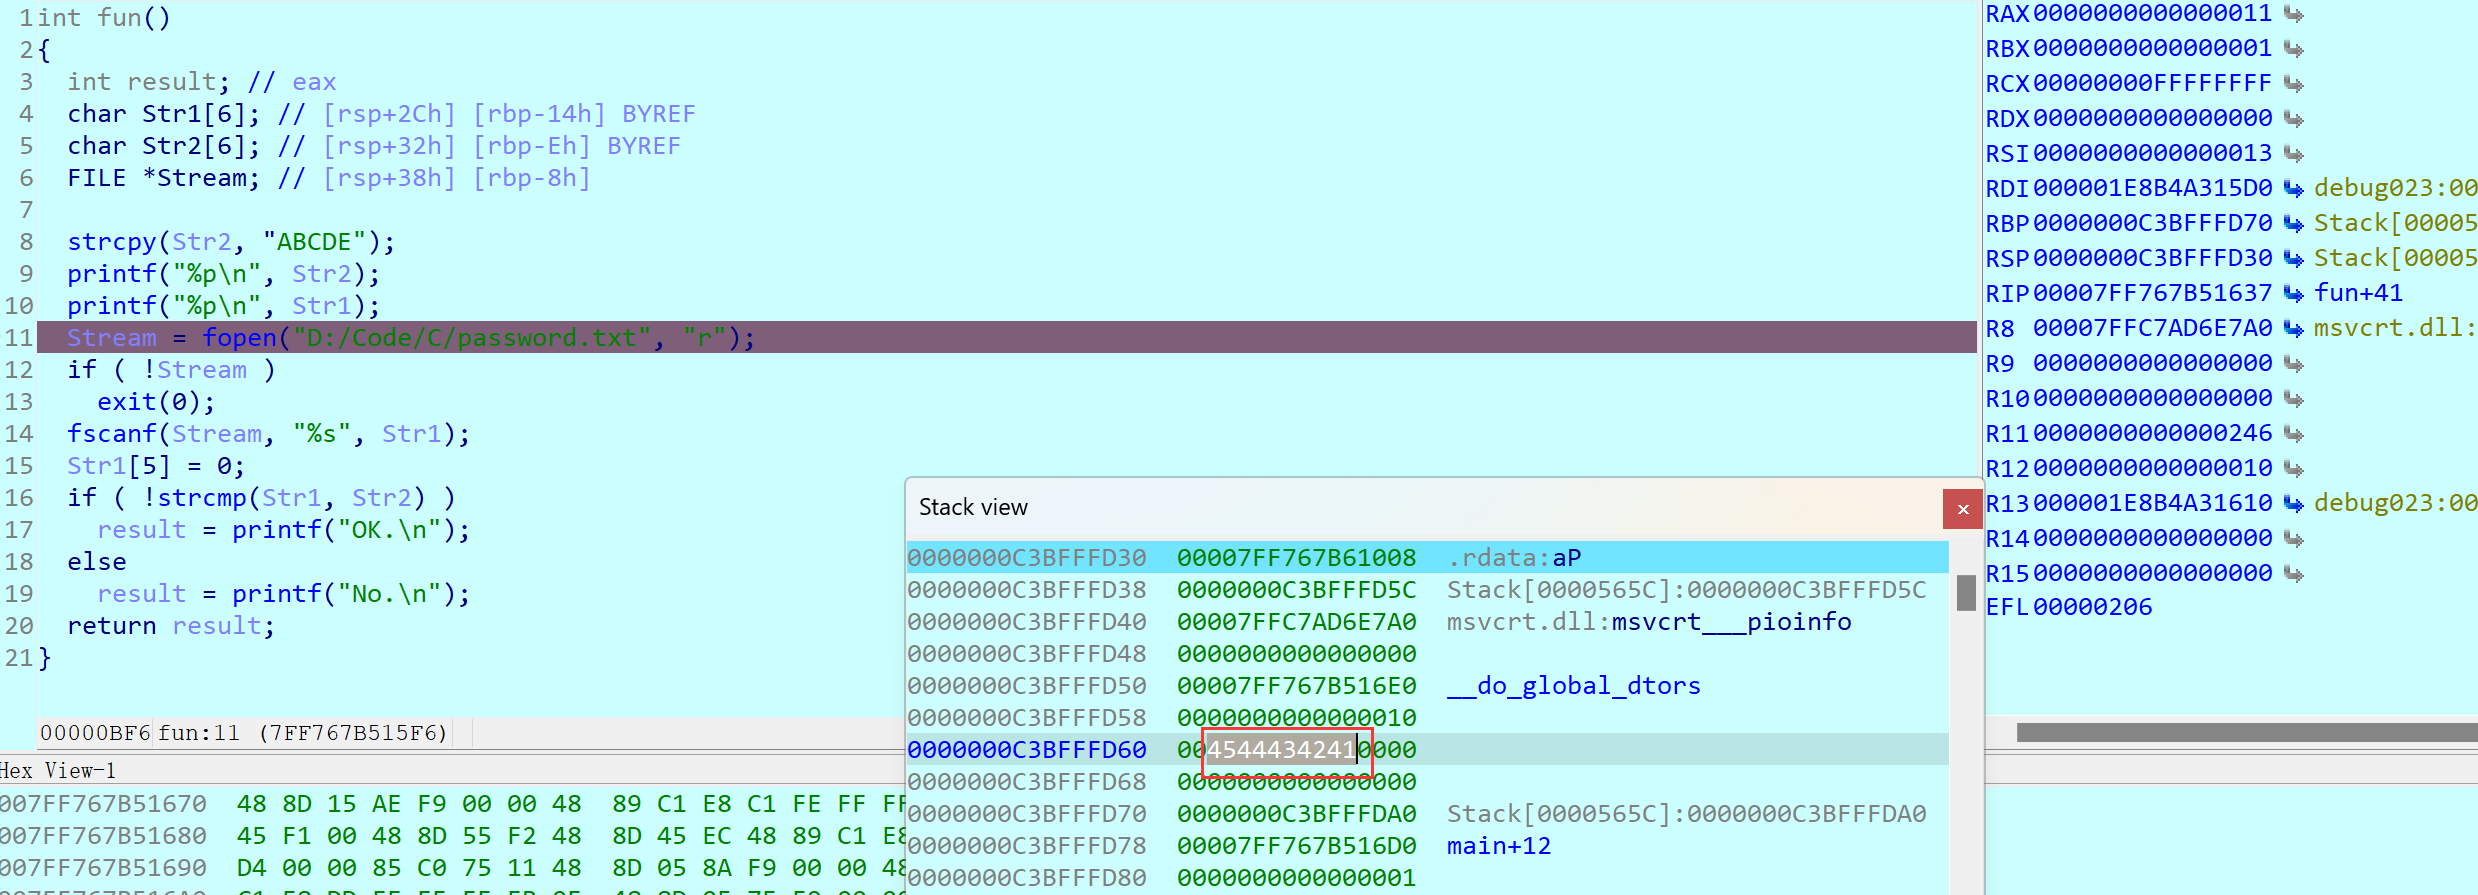 1 int fun()
2 {
3   int result; // eax
4   char Str1[6]; // [rsp+2Ch] [rbp-14h] BYREF
5   char Str2[6]; // [rsp+32h] [rbp-Eh] BYREF
6   FILE *Stream; // [rsp+38h] [rbp-8h]
7
8   strcpy(Str2, "ABCDE");
9   printf("%p\n", Str2);
10   printf("%p\n", Str1);
11   Stream = fopen("D:/Code/C/password.txt", "r");
12   if ( !Stream )
13     exit(0);
14   fscanf(Stream, "%s", Str1);
15   Str1[5] = 0;
16   if ( !strcmp(Str1, Str2) )
17     result = printf("OK.\n");
18   else
19     result = printf("No.\n");
20   return result;
21 }
00000BF6 fun:11 (7FF767B515F6)
Hex View-1
007FF767B51670 48 8D 15 AE F9 00 00 48 89 C1 E8 C1 FE FF FF
007FF767B51680 45 F1 00 48 8D 55 F2 48 8D 45 EC 48 89 C1 E8
007FF767B51690 D4 00 00 85 C0 75 11 48 8D 05 8A F9 00 00 48
Stack view
×
0000000C3BFFFD30 00007FF767B61008 .rdata:aP
0000000C3BFFFD38 0000000C3BFFFD5C Stack[0000565C]:0000000C3BFFFD5C
0000000C3BFFFD40 00007FFC7AD6E7A0 msvcrt.dll:msvcrt___pioinfo
0000000C3BFFFD48 0000000000000000
0000000C3BFFFD50 00007FF767B516E0 __do_global_dtors
0000000C3BFFFD58 0000000000000010
0000000C3BFFFD60 0045444342410000
0000000C3BFFFD68 0000000000000000
0000000C3BFFFD70 0000000C3BFFFDA0 Stack[0000565C]:0000000C3BFFFDA0
0000000C3BFFFD78 00007FF767B516D0 main+12
0000000C3BFFFD80 0000000000000001
RAX 0000000000000011
RBX 0000000000000001
RCX 00000000FFFFFFFF
RDX 0000000000000000
RSI 0000000000000013
RDI 000001E8B4A315D0 debug023:00
RBP 0000000C3BFFFD70 Stack[00005
RSP 0000000C3BFFFD30 Stack[00005
RIP 00007FF767B51637 fun+41
R8 00007FFC7AD6E7A0 msvcrt.dll:
R9 0000000000000000
R10 0000000000000000
R11 0000000000000246
R12 0000000000000010
R13 000001E8B4A31610 debug023:00
R14 0000000000000000
R15 0000000000000000
EFL 00000206